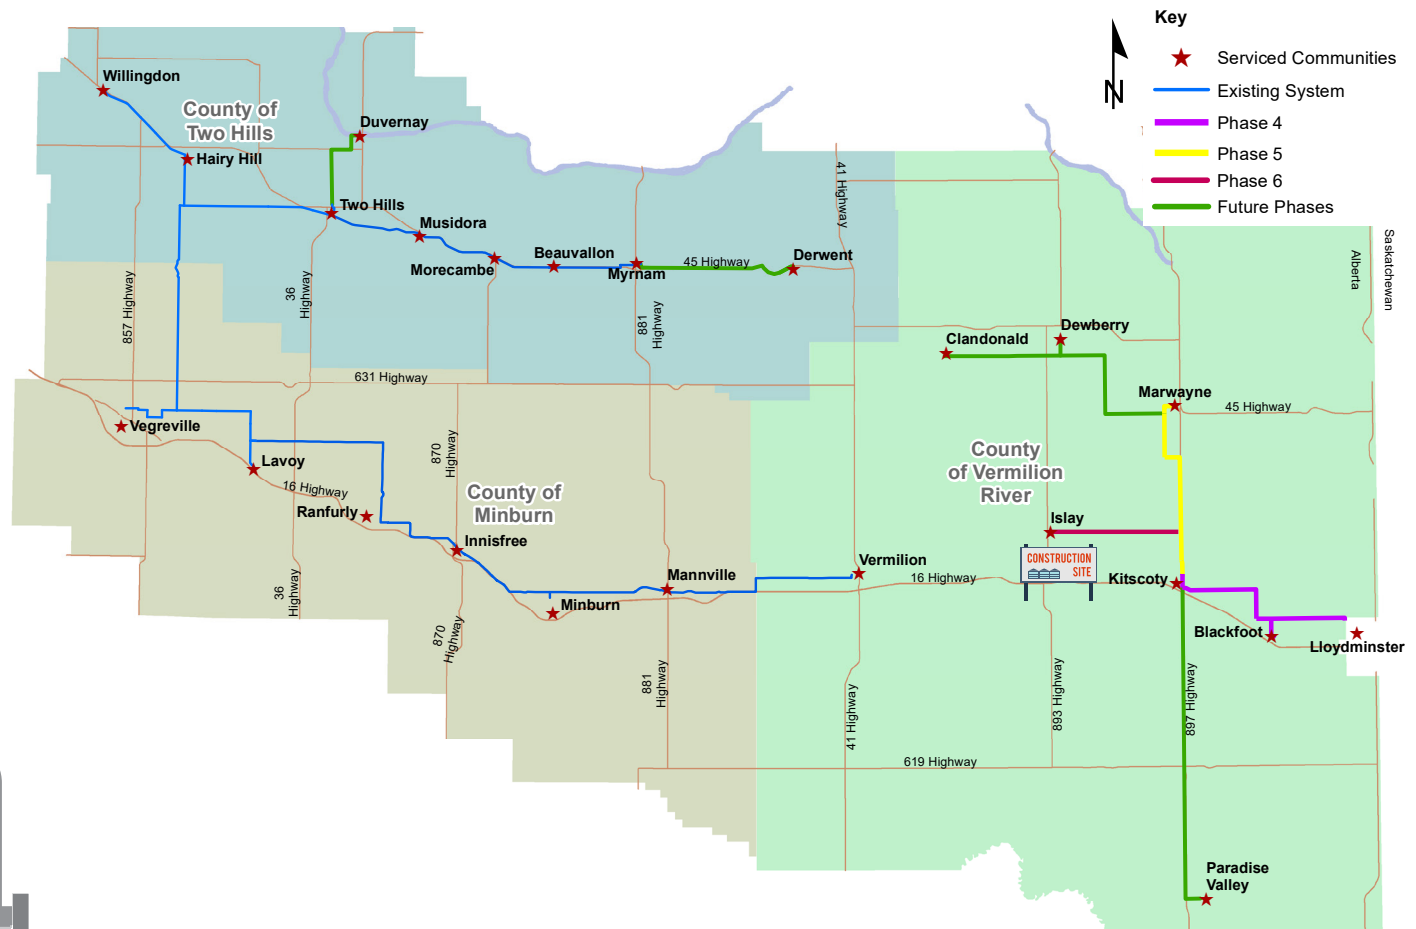 Key
Serviced Communities
Existing System
Phase 4
Phase 5
Phase 6
Future Phases
N
Willingdon
County of
Two Hills
Duvernay
Hairy Hill
Two Hills
Musidora
Morecambe
Beauvallon
Myrnam
45 Highway
Derwent
41 Highway
Alberta
Saskatchewan
857 Highway
36
Highway
881
Highway
Clandonald
Dewberry
631 Highway
Marwayne
45 Highway
Vegreville
Lavoy
16 Highway
Ranfurly
870
Highway
County of
Minburn
County
of Vermilion
River
Innisfree
Islay
CONSTRUCTION
SITE
Mannville
Vermilion
16 Highway
Kitscoty
36
Highway
Minburn
870
Highway
Blackfoot
Lloydminster
881
Highway
41 Highway
893 Highway
897 Highway
619 Highway
Paradise
Valley